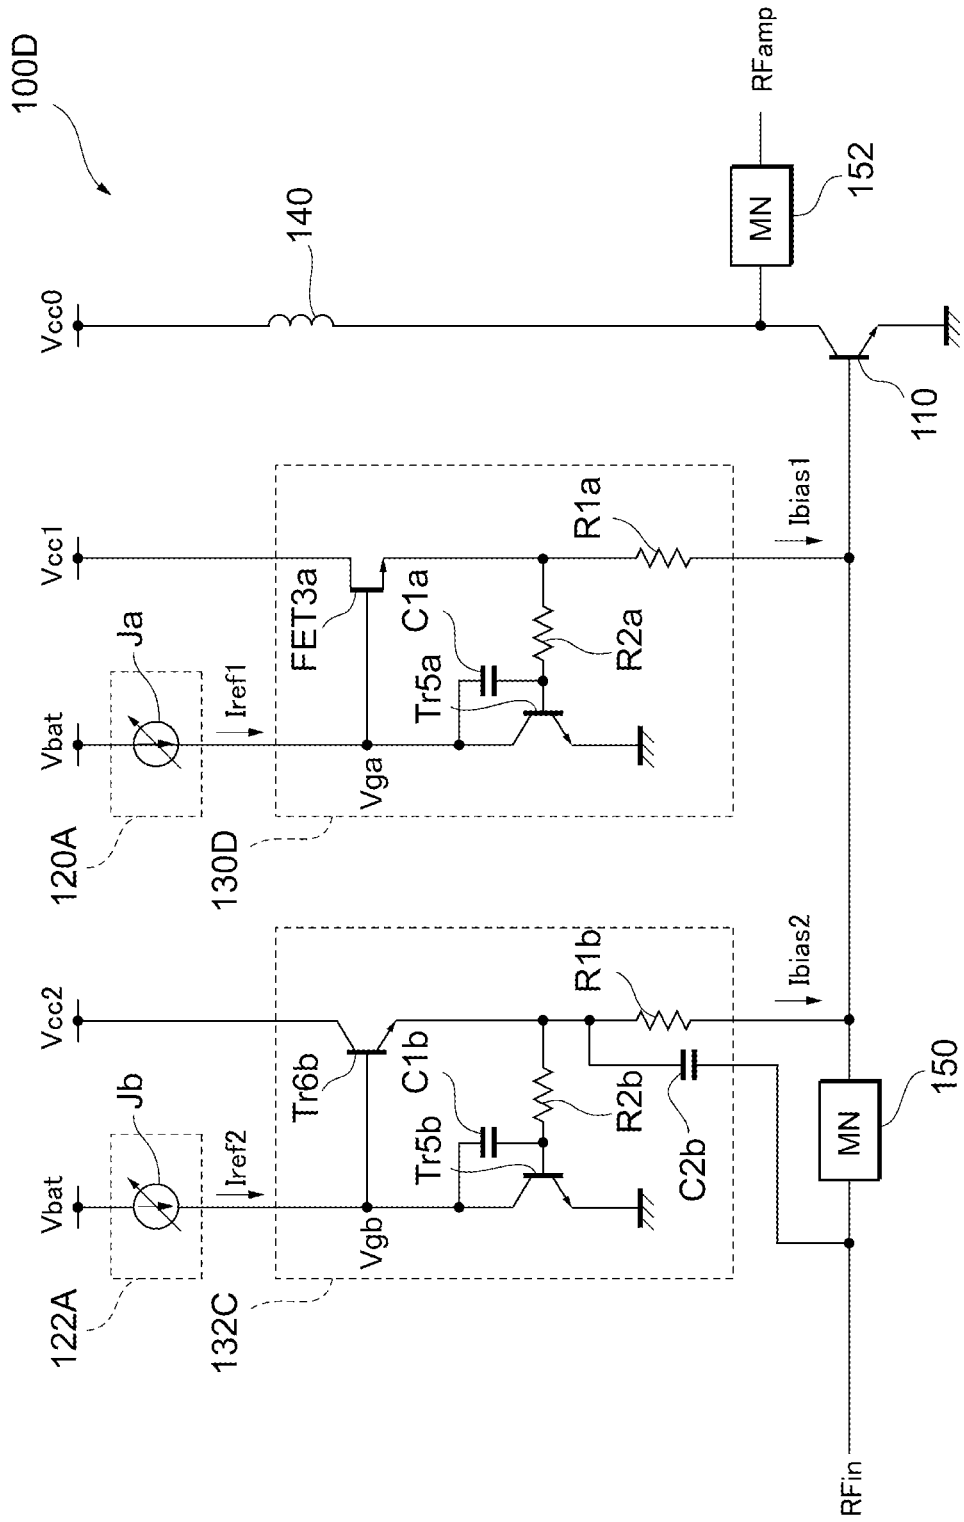 100D
Vbat
Vcc2
Vbat
Vcc1
Vcc0
122A
Jb
120A
Ja
140
Iref2
Iref1
132C
Tr6b
130D
FET3a
Vgb
C1b
Vga
C1a
Tr5b
Tr5a
R2b
R1b
R2a
R1a
C2b
Ibias2
Ibias1
MN
152
RFamp
RFin
MN
150
110